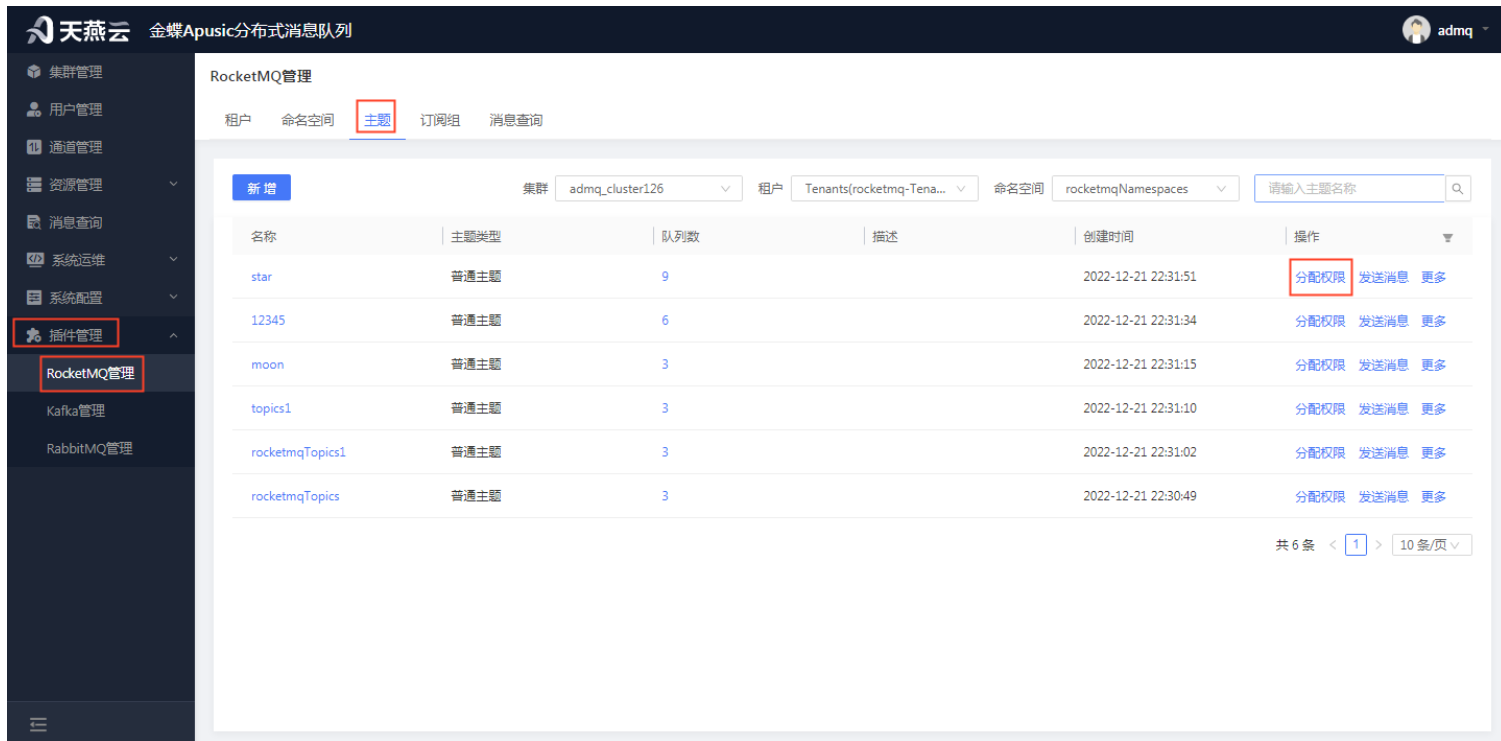 天燕云 金蝶Apusic分布式消息队列 admq
集群管理
用户管理
通道管理
资源管理
消息查询
系统运维
系统配置
插件管理
RocketMQ管理
Kafka管理
RabbitMQ管理
RocketMQ管理
租户 命名空间 主题 订阅组 消息查询
新增 集群 admq_cluster126 租户 Tenants(rocketmq-Tena... 命名空间 rocketmqNamespaces 请输入主题名称
名称 主题类型 队列数 描述 创建时间 操作
star 普通主题 9 2022-12-21 22:31:51 分配权限 发送消息 更多
12345 普通主题 6 2022-12-21 22:31:34 分配权限 发送消息 更多
moon 普通主题 3 2022-12-21 22:31:15 分配权限 发送消息 更多
topics1 普通主题 3 2022-12-21 22:31:10 分配权限 发送消息 更多
rocketmqTopics1 普通主题 3 2022-12-21 22:31:02 分配权限 发送消息 更多
rocketmqTopics 普通主题 3 2022-12-21 22:30:49 分配权限 发送消息 更多
共 6 条 < 1 > 10 条/页